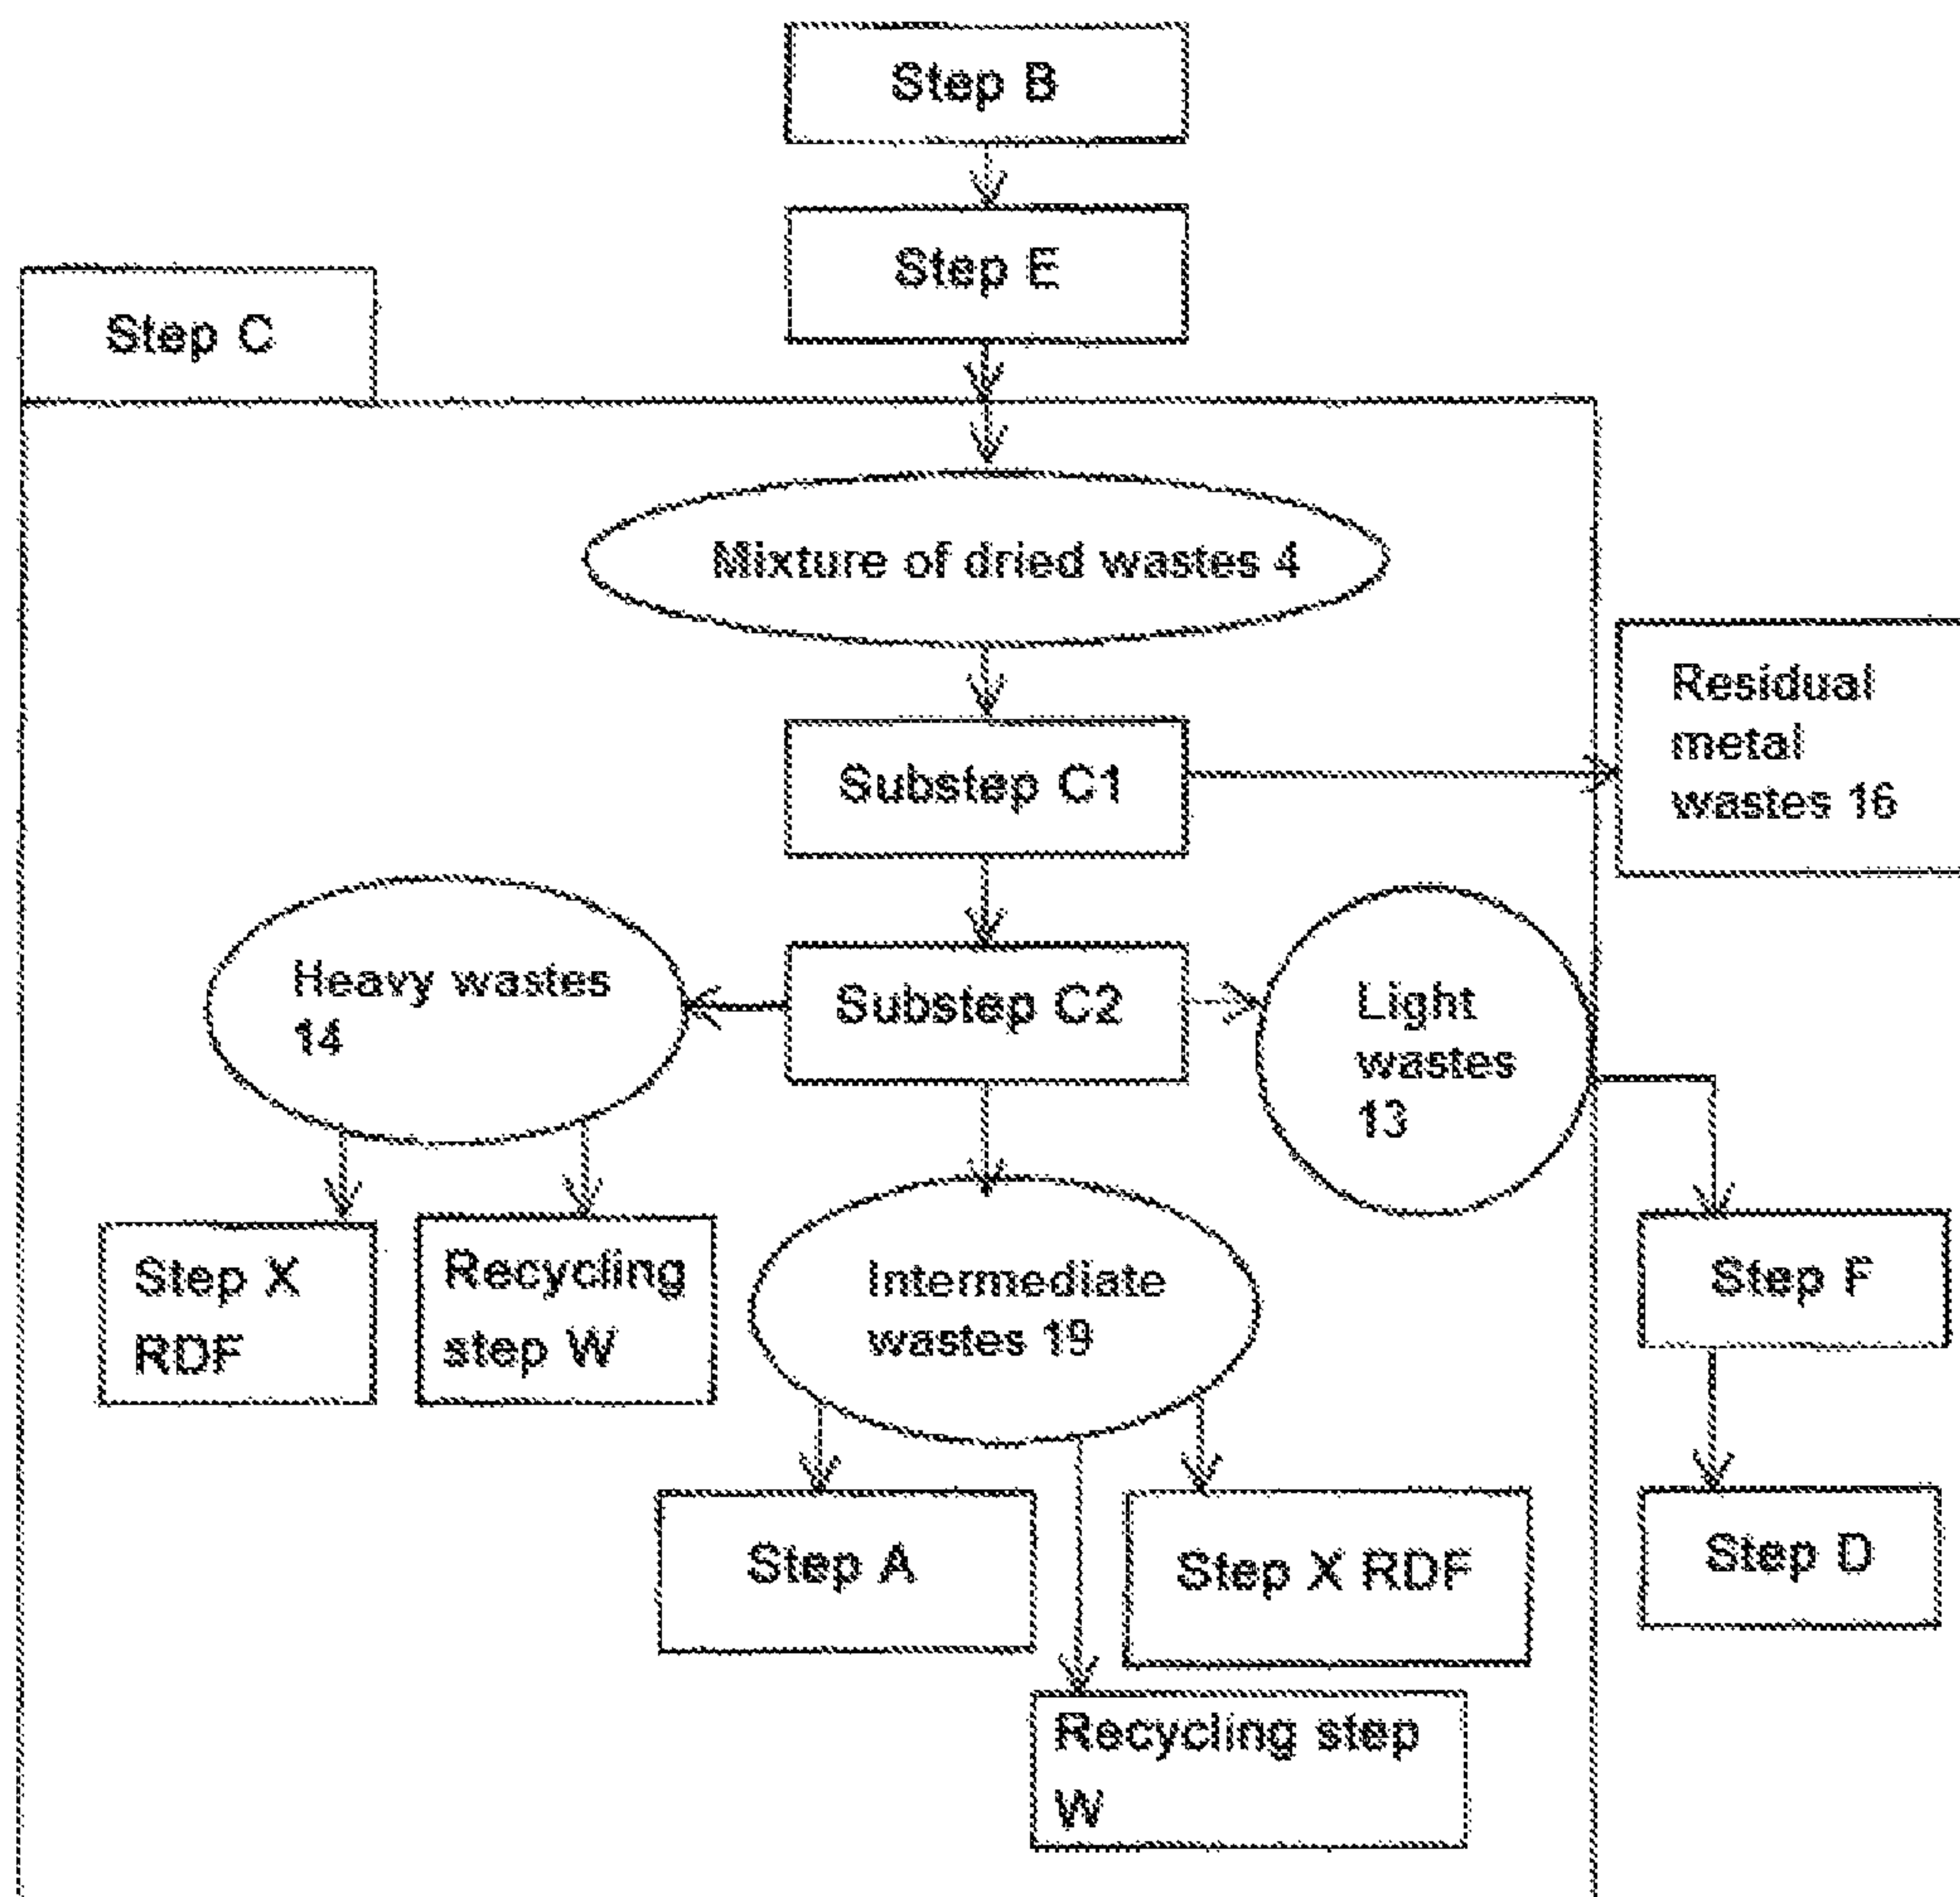 Step B
Step E
Step C
Mixture of dried wastes 4
Residual
metal
wastes 16
Substep C1
Heavy wastes
14
Substep C2
Light
wastes
13
Step X
RDF
Recycling
step W
Intermediate
wastes 19
Step F
Step A
Step X RDF
Step D
Recycling step
W